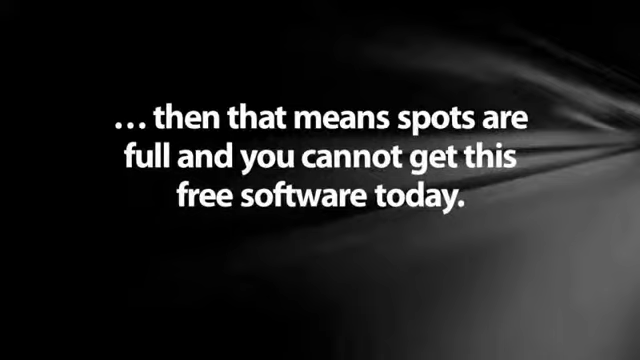 … then that means spots are
full and you cannot get this
free software today.